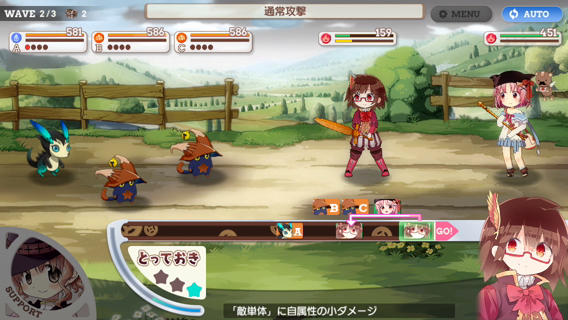 WAVE 2/3 2
通常攻撃
MENU
AUTO
581
586
586
159
451
A
B
C
B C
A
GO!
とっておき
SUPPORT
「敵単体」に自属性の小ダメージ